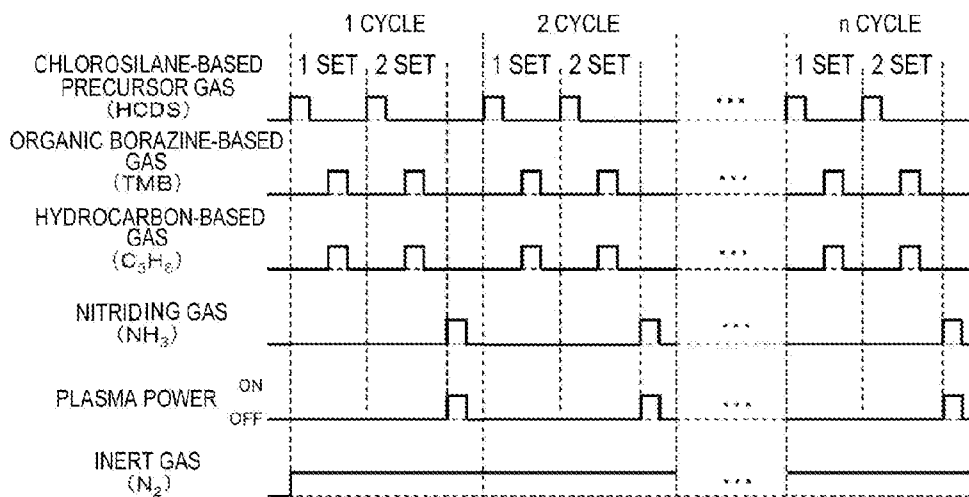 1 CYCLE 2 CYCLE n CYCLE
1 SET 2 SET 1 SET 2 SET 1 SET 2 SET
CHLOROSILANE-BASED
PRECURSOR GAS
(HCDS)
ORGANIC BORAZINE-BASED
GAS
(TMB)
HYDROCARBON-BASED
GAS
(C₃H₆)
NITRIDING GAS
(NH₃)
PLASMA POWER ON
OFF
INERT GAS
(N₂)